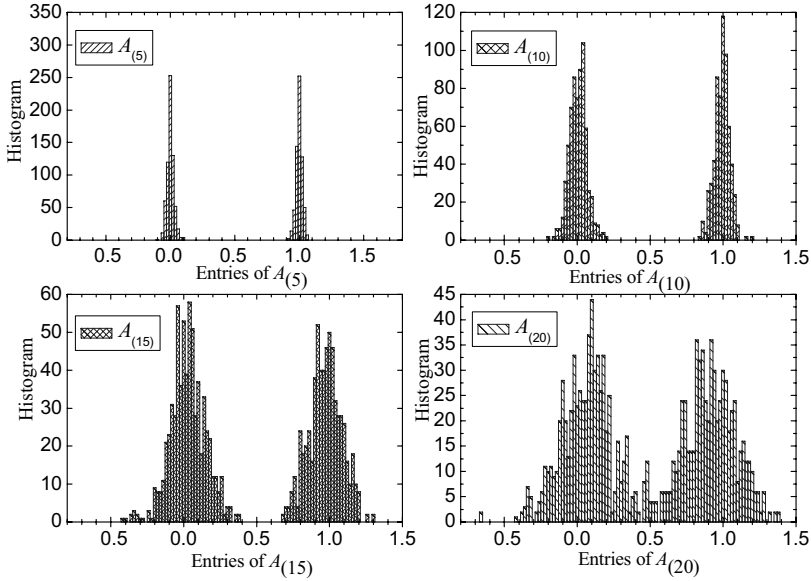 350
300
250
200
150
100
50
0
Histogram
A(5)
0.5 0.0 0.5 1.0 1.5
Entries of A(5)
120
100
80
60
40
20
0
Histogram
A(10)
0.5 0.0 0.5 1.0 1.5
Entries of A(10)
60
50
40
30
20
10
0
Histogram
A(15)
0.5 0.0 0.5 1.0 1.5
Entries of A(15)
45
40
35
30
25
20
15
10
5
0
Histogram
A(20)
0.5 0.0 0.5 1.0 1.5
Entries of A(20)